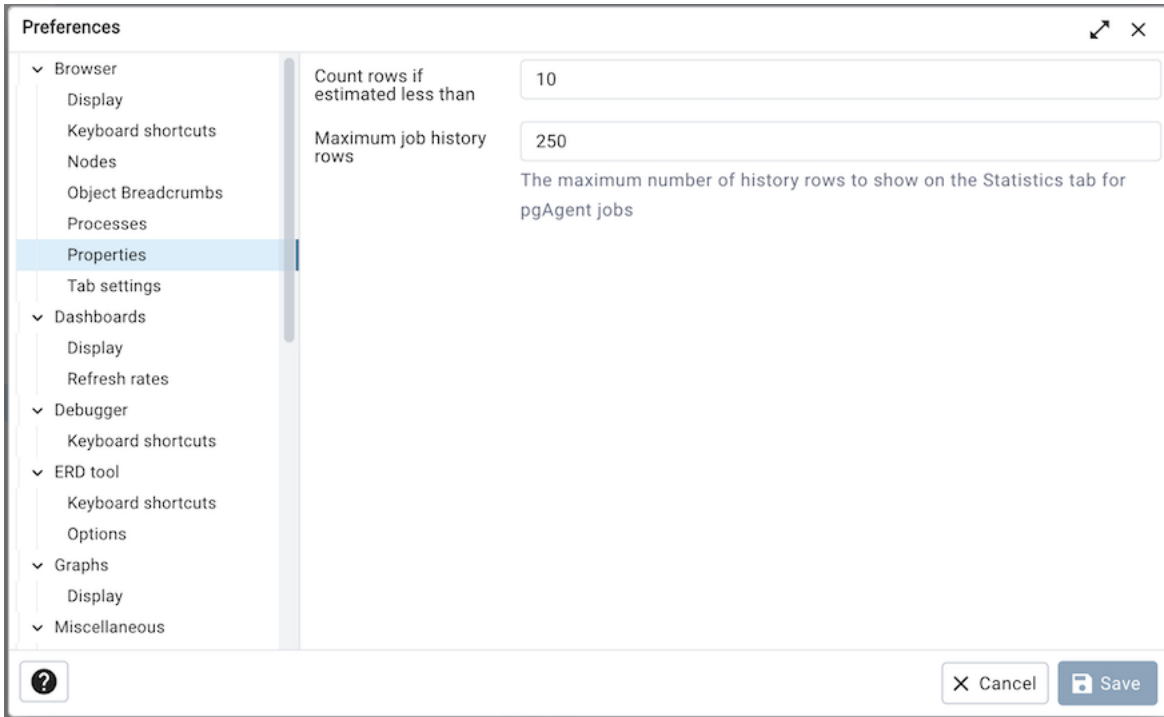 Preferences
Browser
Display
Keyboard shortcuts
Nodes
Object Breadcrumbs
Processes
Properties
Tab settings
Dashboards
Display
Refresh rates
Debugger
Keyboard shortcuts
ERD tool
Keyboard shortcuts
Options
Graphs
Display
Miscellaneous
Count rows if
estimated less than
10
Maximum job history
rows
250
The maximum number of history rows to show on the Statistics tab for
pgAgent jobs
?
Cancel
Save